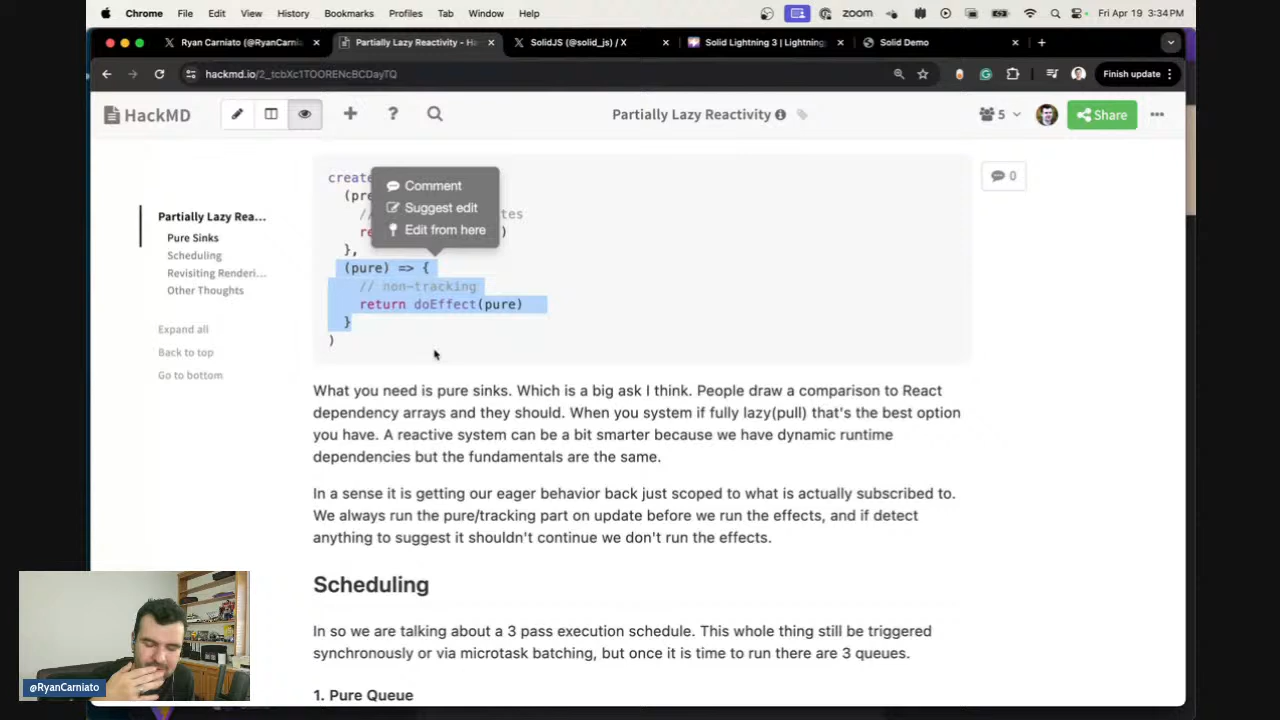 Chrome File Edit View History Bookmarks Profiles Tab Window Help zoom Fri Apr 19 3:34 PM
Ryan Carniato (@RyanCarnia Partially Lazy Reactivity - Ha SolidJS (@solid_js) / X Solid Lightning 3 | Lightning Solid Demo
hackmd.io/2_tcbXc1TOORENcBCDayTQ Finish update
HackMD Partially Lazy Reactivity 5 Share
Partially Lazy Rea...
Pure Sinks
Scheduling
Revisiting Renderi...
Other Thoughts
Expand all
Back to top
Go to bottom
create
(pre
//
tes
re
)
},
Comment
Suggest edit
Edit from here
(pure) => {
// non-tracking
return doEffect(pure)
}
)
0
What you need is pure sinks. Which is a big ask I think. People draw a comparison to React
dependency arrays and they should. When you system if fully lazy(pull) that's the best option
you have. A reactive system can be a bit smarter because we have dynamic runtime
dependencies but the fundamentals are the same.
In a sense it is getting our eager behavior back just scoped to what is actually subscribed to.
We always run the pure/tracking part on update before we run the effects, and if detect
anything to suggest it shouldn't continue we don't run the effects.
Scheduling
In so we are talking about a 3 pass execution schedule. This whole thing still be triggered
synchronously or via microtask batching, but once it is time to run there are 3 queues.
1. Pure Queue
@RyanCarniato